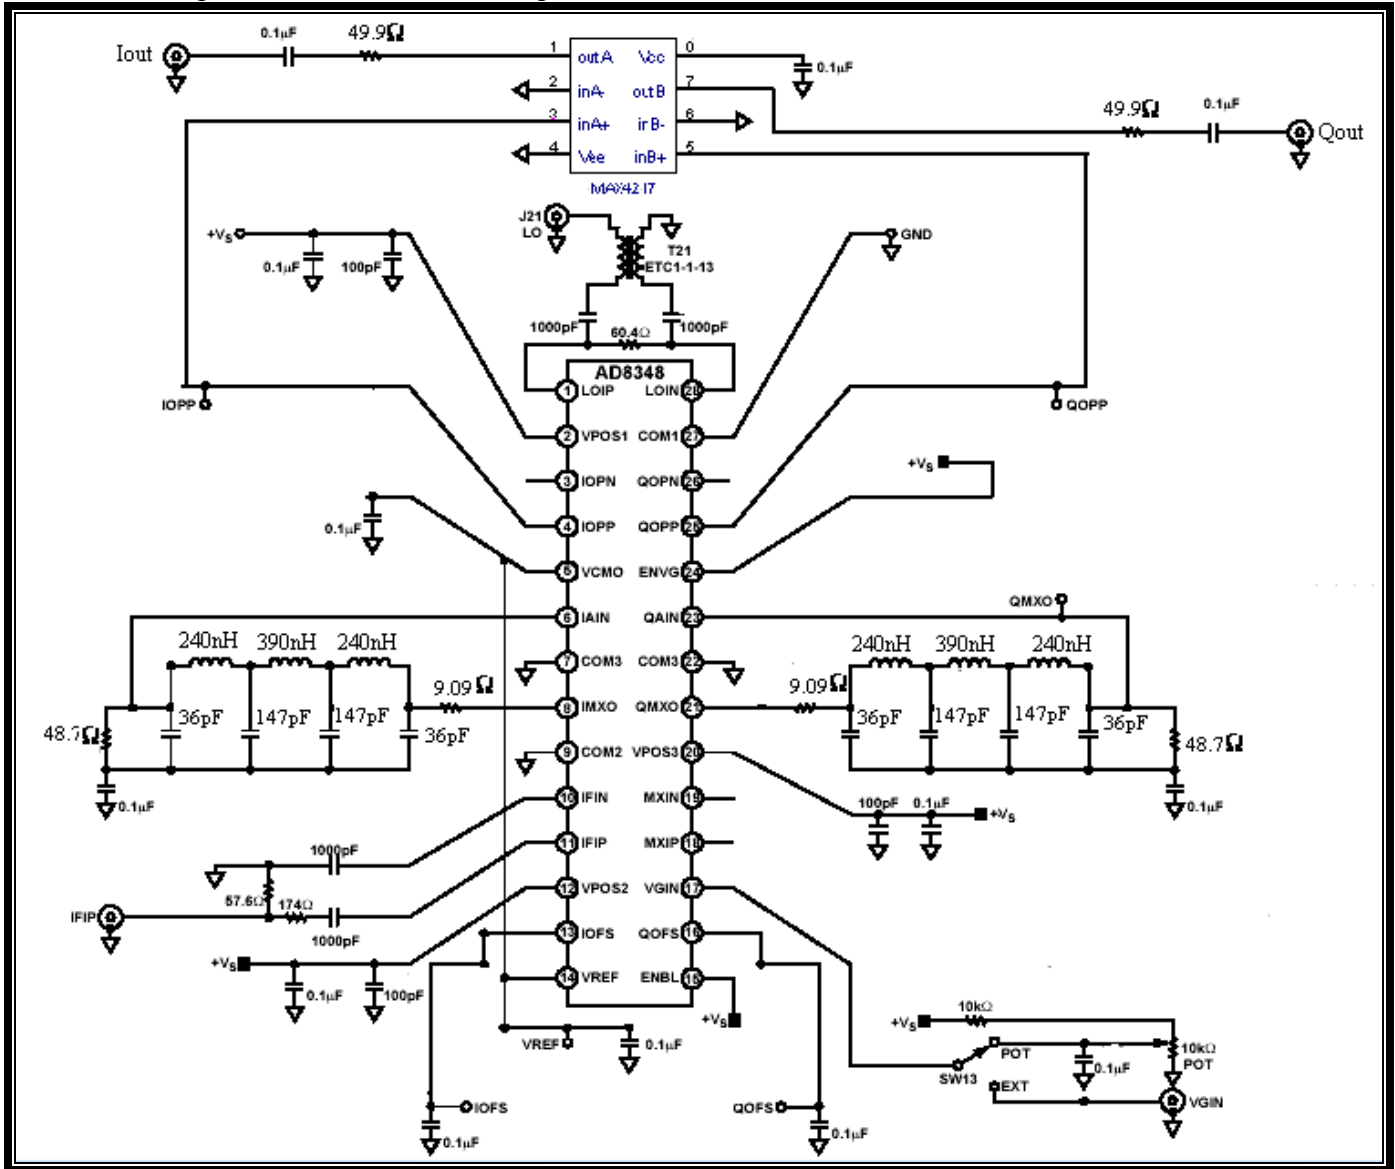 Iout
0.1µF
49.9Ω
1
outA
Vcc
0
0.1µF
2
inA-
outB
7
3
inA+
irB-
6
4
Vee
inB+
5
MAX4217
49.9Ω
0.1µF
Qout
J21
LO
T21
ETC1-1-13
+VS
0.1µF
100pF
GND
1000pF
60.4Ω
1000pF
AD8348
1
LOIP
LOIN
28
IOPP
QOPP
2
VPOS1
COM1
27
+VS
3
IOPN
QOPN
26
0.1µF
4
IOPP
QOPP
25
5
VCMO
ENVG
24
6
IAIN
QAIN
23
QMXO
240nH
390nH
240nH
7
COM3
COM3
22
240nH
390nH
240nH
9.09Ω
8
IMXO
QMXO
21
9.09Ω
36pF
147pF
147pF
36pF
36pF
147pF
147pF
36pF
48.7Ω
48.7Ω
9
COM2
VPOS3
20
0.1µF
10
IFIN
MXIN
19
100pF
0.1µF
+VS
0.1µF
11
IFIP
MXIP
18
1000pF
12
VPOS2
VGIN
17
57.6Ω
174Ω
IFIP
1000pF
13
IOFS
QOFS
16
+VS
0.1µF
100pF
14
VREF
ENBL
15
+VS
VREF
0.1µF
+VS
10kΩ
POT
SW13
0.1µF
10kΩ
POT
EXT
VGIN
IOFS
QOFS
0.1µF
0.1µF